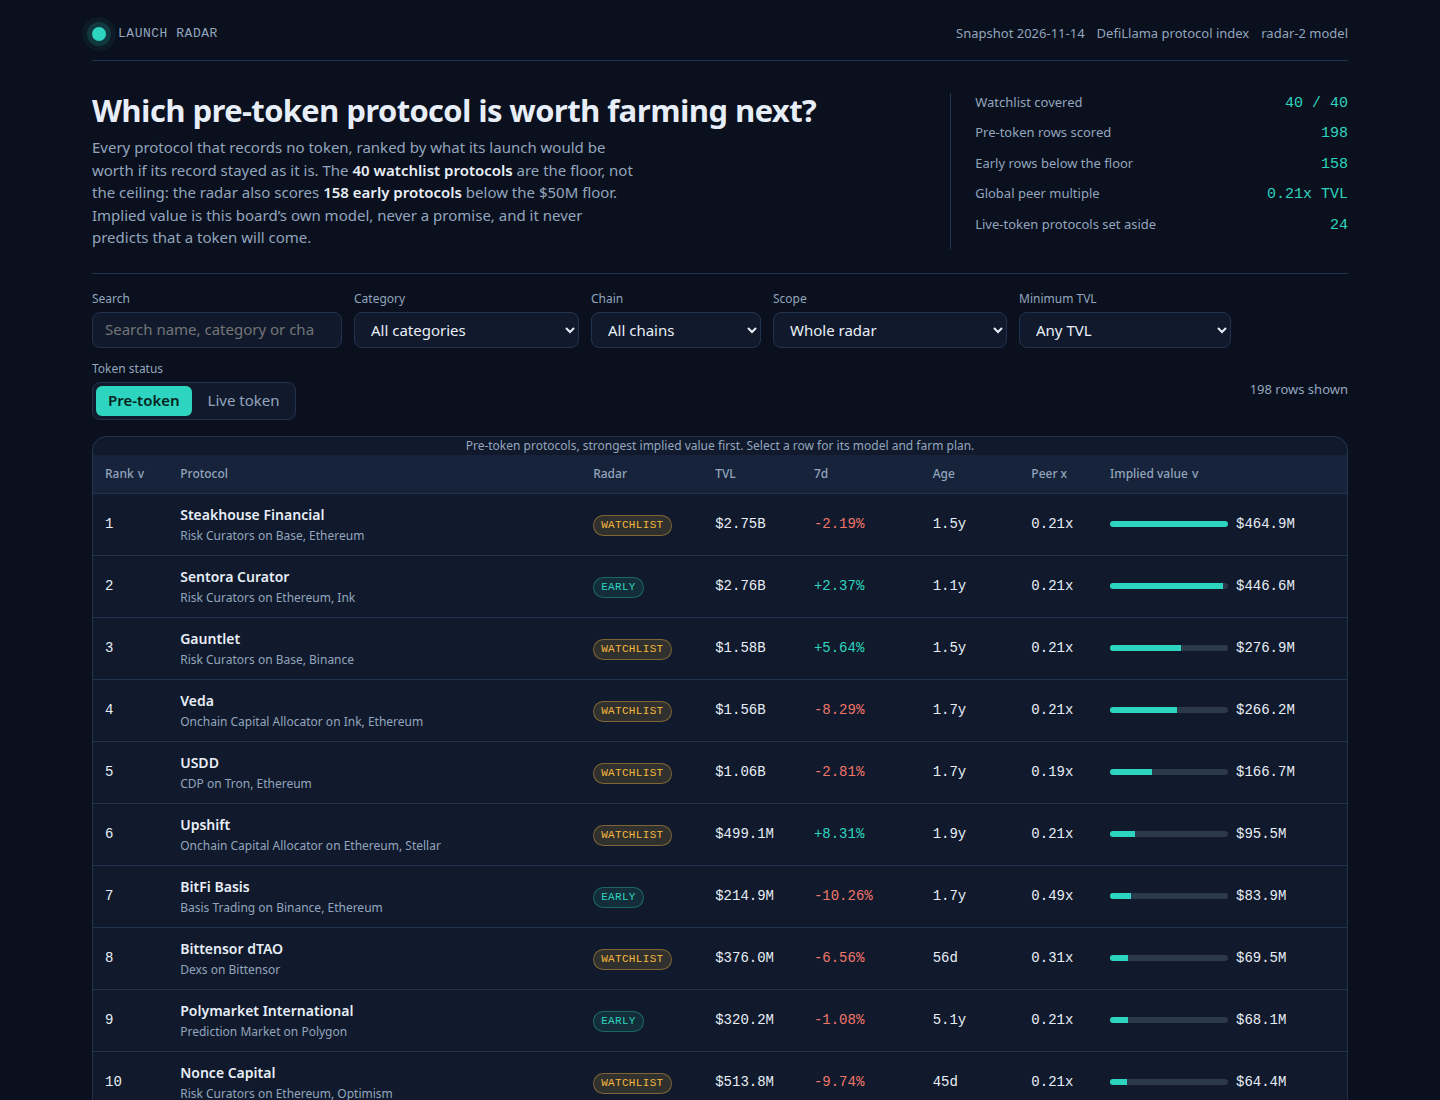 LAUNCH RADAR
Snapshot 2026-11-14 DefiLlama protocol index radar-2 model
Which pre-token protocol is worth farming next?
Every protocol that records no token, ranked by what its launch would be
worth if its record stayed as it is. The 40 watchlist protocols are the floor, not
the ceiling: the radar also scores 158 early protocols below the $50M floor.
Implied value is this board's own model, never a promise, and it never
predicts that a token will come.
Watchlist covered 40 / 40
Pre-token rows scored 198
Early rows below the floor 158
Global peer multiple 0.21x TVL
Live-token protocols set aside 24
Search Category Chain Scope Minimum TVL
Search name, category or cha All categories All chains Whole radar Any TVL
Token status
Pre-token Live token
198 rows shown
Pre-token protocols, strongest implied value first. Select a row for its model and farm plan.
Rank v Protocol Radar TVL 7d Age Peer x Implied value v
1 Steakhouse Financial WATCHLIST $2.75B -2.19% 1.5y 0.21x $464.9M
Risk Curators on Base, Ethereum
2 Sentora Curator EARLY $2.76B +2.37% 1.1y 0.21x $446.6M
Risk Curators on Ethereum, Ink
3 Gauntlet WATCHLIST $1.58B +5.64% 1.5y 0.21x $276.9M
Risk Curators on Base, Binance
4 Veda WATCHLIST $1.56B -8.29% 1.7y 0.21x $266.2M
Onchain Capital Allocator on Ink, Ethereum
5 USDD WATCHLIST $1.06B -2.81% 1.7y 0.19x $166.7M
CDP on Tron, Ethereum
6 Upshift WATCHLIST $499.1M +8.31% 1.9y 0.21x $95.5M
Onchain Capital Allocator on Ethereum, Stellar
7 BitFi Basis EARLY $214.9M -10.26% 1.7y 0.49x $83.9M
Basis Trading on Binance, Ethereum
8 Bittensor dTAO WATCHLIST $376.0M -6.56% 56d 0.31x $69.5M
Dexs on Bittensor
9 Polymarket International EARLY $320.2M -1.08% 5.1y 0.21x $68.1M
Prediction Market on Polygon
10 Nonce Capital WATCHLIST $513.8M -9.74% 45d 0.21x $64.4M
Risk Curators on Ethereum, Optimism